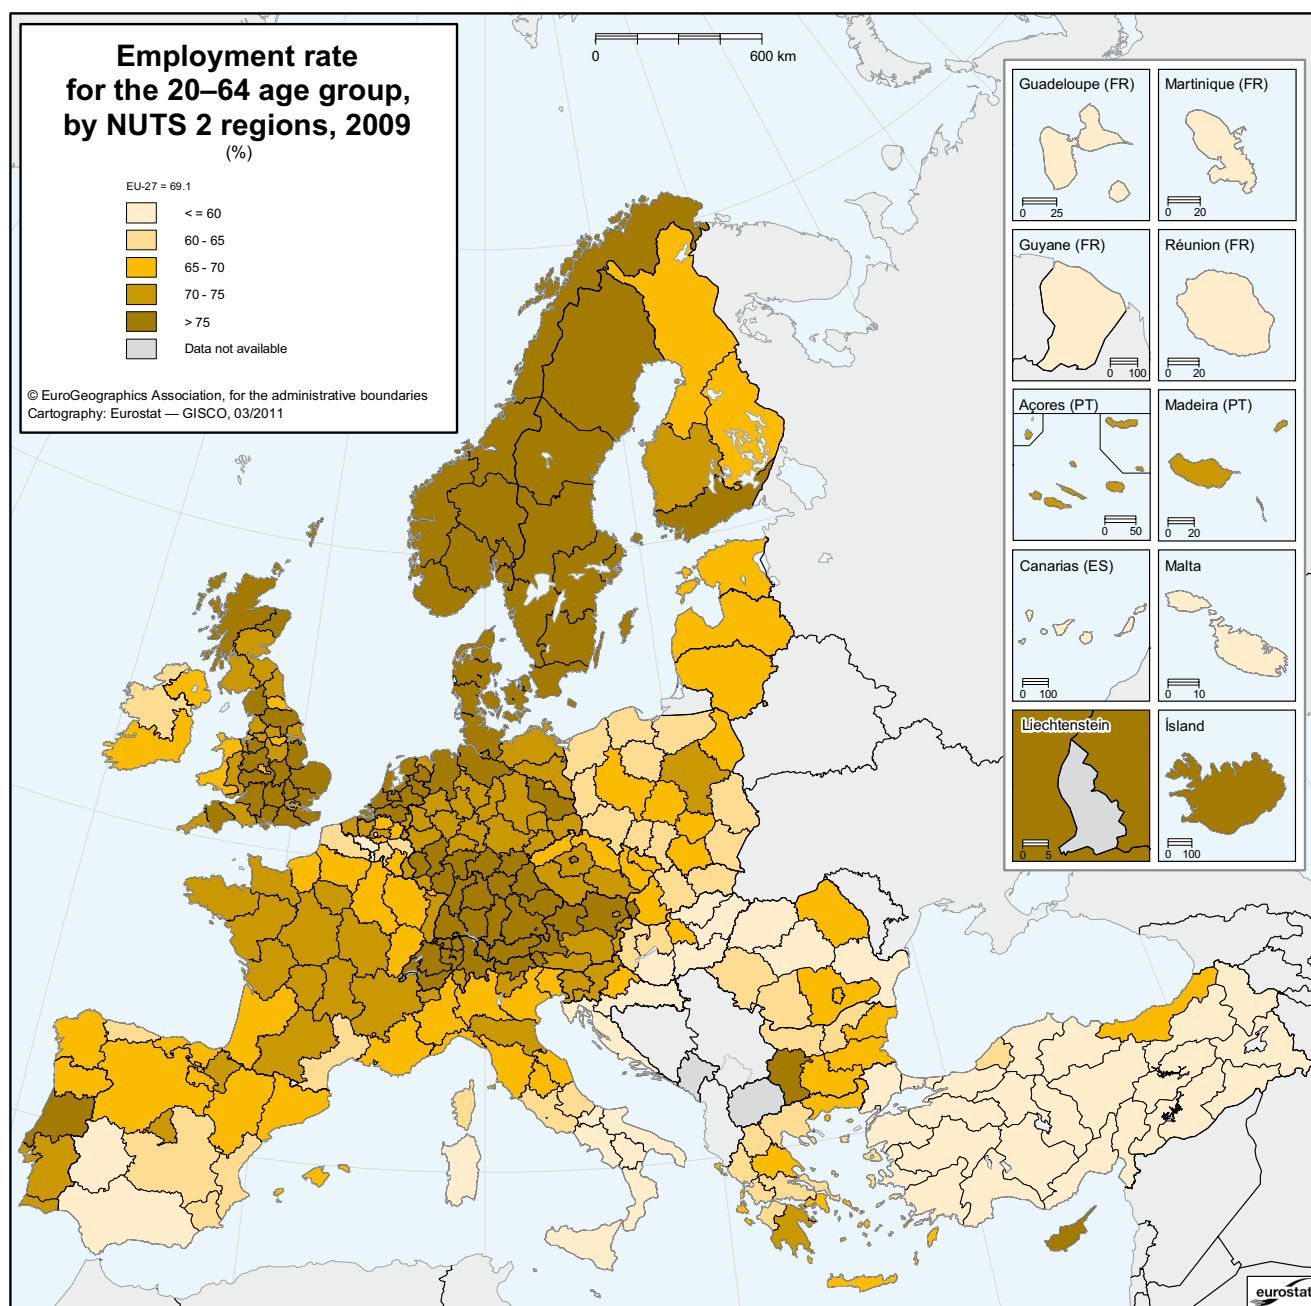 Employment rate
for the 20–64 age group,
by NUTS 2 regions, 2009
(%)
EU-27 = 69.1
< = 60
60 - 65
65 - 70
70 - 75
> 75
Data not available
© EuroGeographics Association, for the administrative boundaries
Cartography: Eurostat — GISCO, 03/2011
0 600 km
Guadeloupe (FR)
0 25
Martinique (FR)
0 20
Guyane (FR)
0 100
Réunion (FR)
0 20
Açores (PT)
0 50
Madeira (PT)
0 20
Canarias (ES)
0 100
Malta
0 10
Liechtenstein
0 5
Ísland
0 100
eurostat